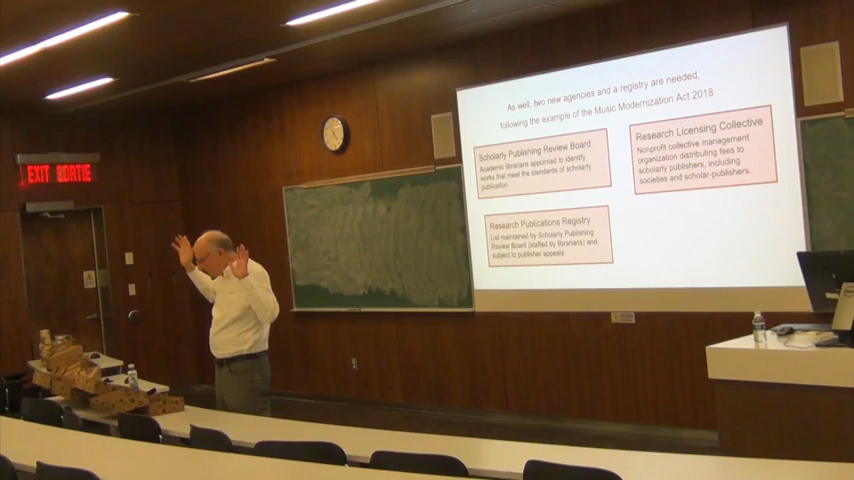 EXIT SORTIE
As well, two new agencies and a registry are needed,
following the example of the Music Modernization Act 2018
Scholarly Publishing Review Board
Academic librarians appointed to identify
works that meet the standards of scholarly
publication.
Research Licensing Collective
Nonprofit collective management
organization distributing fees to
scholarly publishers, including
societies and scholar-publishers.
Research Publications Registry
List maintained by Scholarly Publishing
Review Board (staffed by librarians) and
subject to publisher appeals.